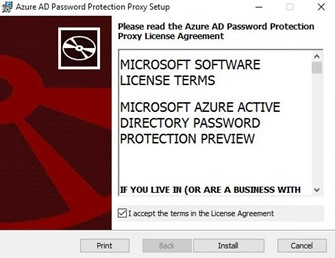 Azure AD Password Protection Proxy Setup
Please read the Azure AD Password Protection
Proxy License Agreement
MICROSOFT SOFTWARE
LICENSE TERMS
MICROSOFT AZURE ACTIVE
DIRECTORY PASSWORD
PROTECTION PREVIEW
IF YOU LIVE IN (OR ARE A BUSINESS WITH
I accept the terms in the License Agreement
Print
Back
Install
Cancel